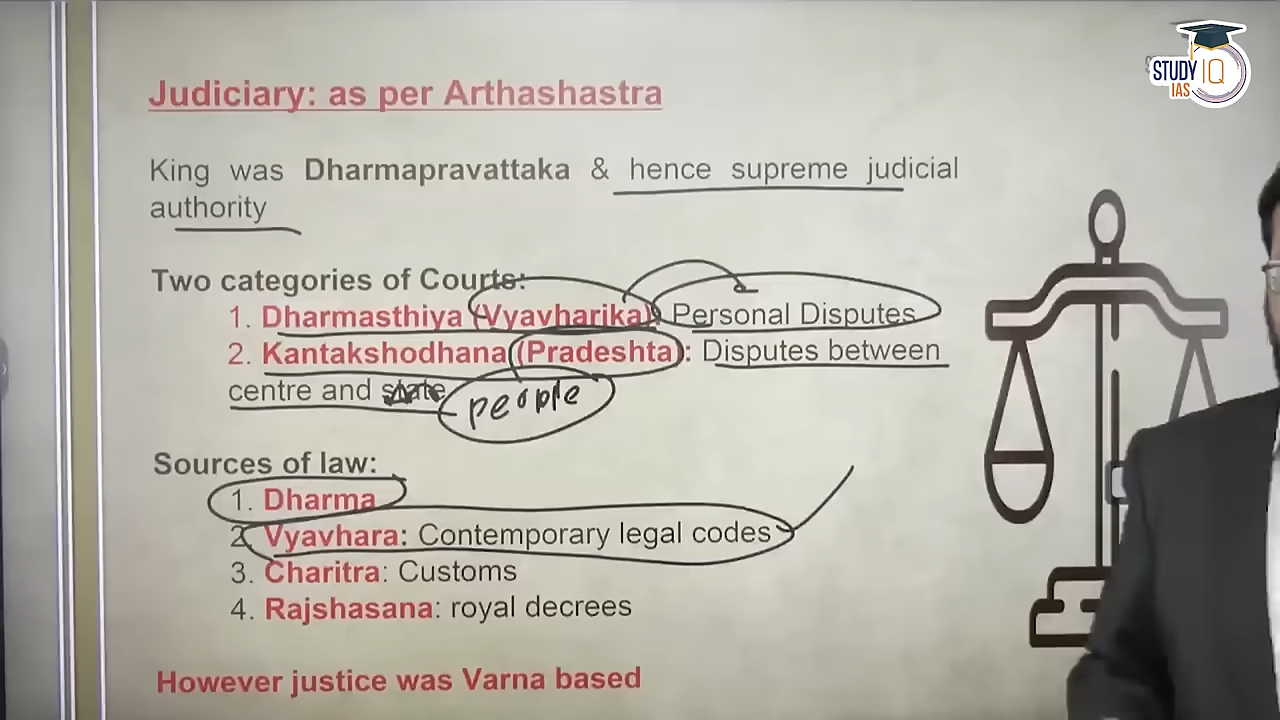 STUDY IQ
IAS
Judiciary: as per Arthashastra
King was Dharmapravattaka & hence supreme judicial
authority
Two categories of Courts:
1. Dharmasthiya (Vyavharika): Personal Disputes
2. Kantakshodhana (Pradeshta): Disputes between
centre and state
people
Sources of law:
1. Dharma
2. Vyavhara: Contemporary legal codes
3. Charitra: Customs
4. Rajshasana: royal decrees
However justice was Varna based